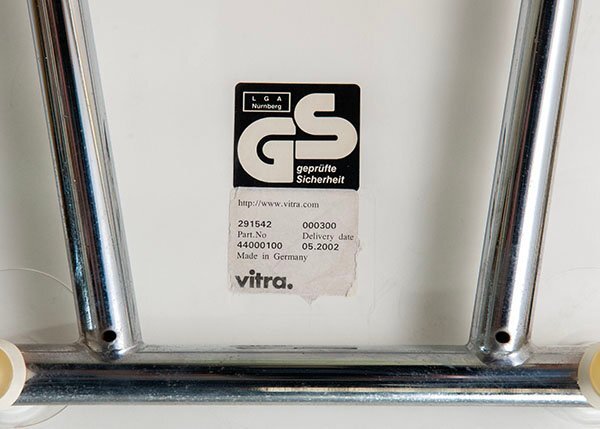 LGA
Nürnberg
GS
geprüfte
Sicherheit
http://www.vitra.com
291542 000300
Part.No Delivery date
44000100 05.2002
Made in Germany
vitra.